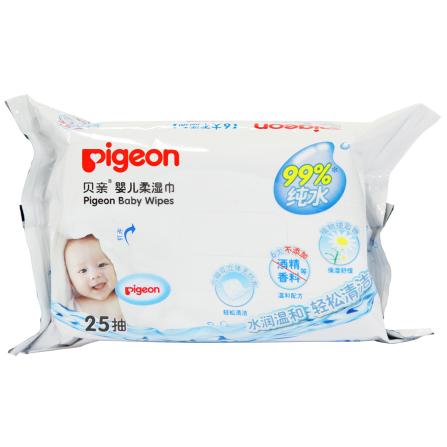 pigeon
贝亲® 婴儿柔湿巾
Pigeon Baby Wipes
99%*
纯水
pigeon
25抽
轻松清洁
不添加
酒精
香料
等
温和配方
保湿舒缓
水润温和 轻松清洁